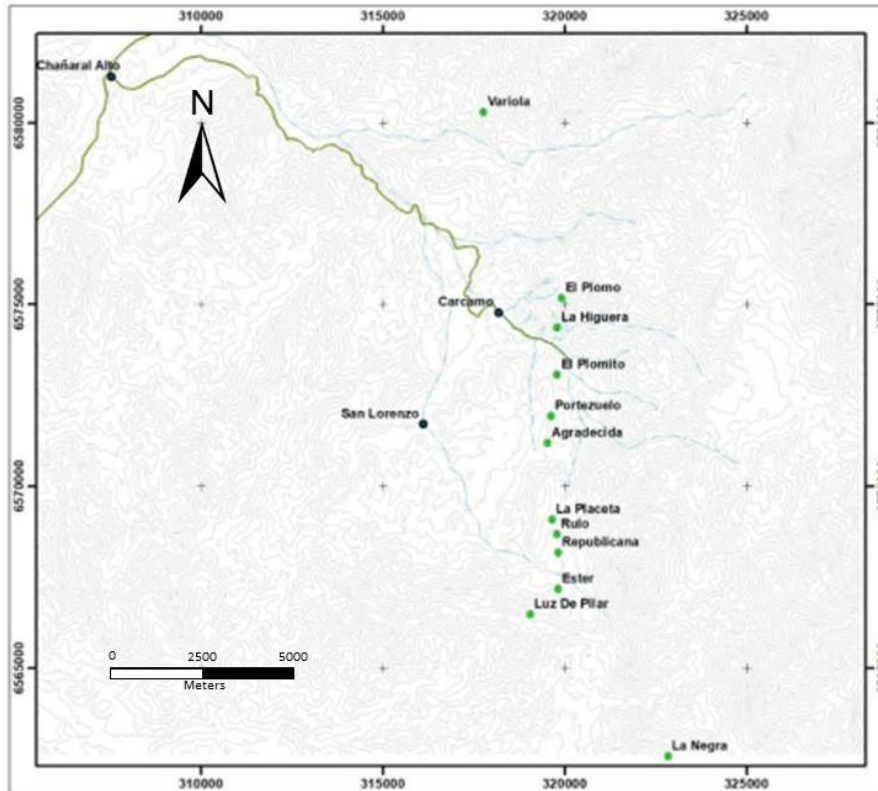 310000 315000 320000 325000
Chañaral Alto
N
Variola
6580000
El Plomo
Carcamo
La Higuera
6575000
El Plomito
Portezuelo
San Lorenzo
Agradecida
6570000
La Placeta
Rulo
Republicana
Ester
Luz De Pilar
0 2500 5000
Meters
6565000
La Negra
310000 315000 320000 325000